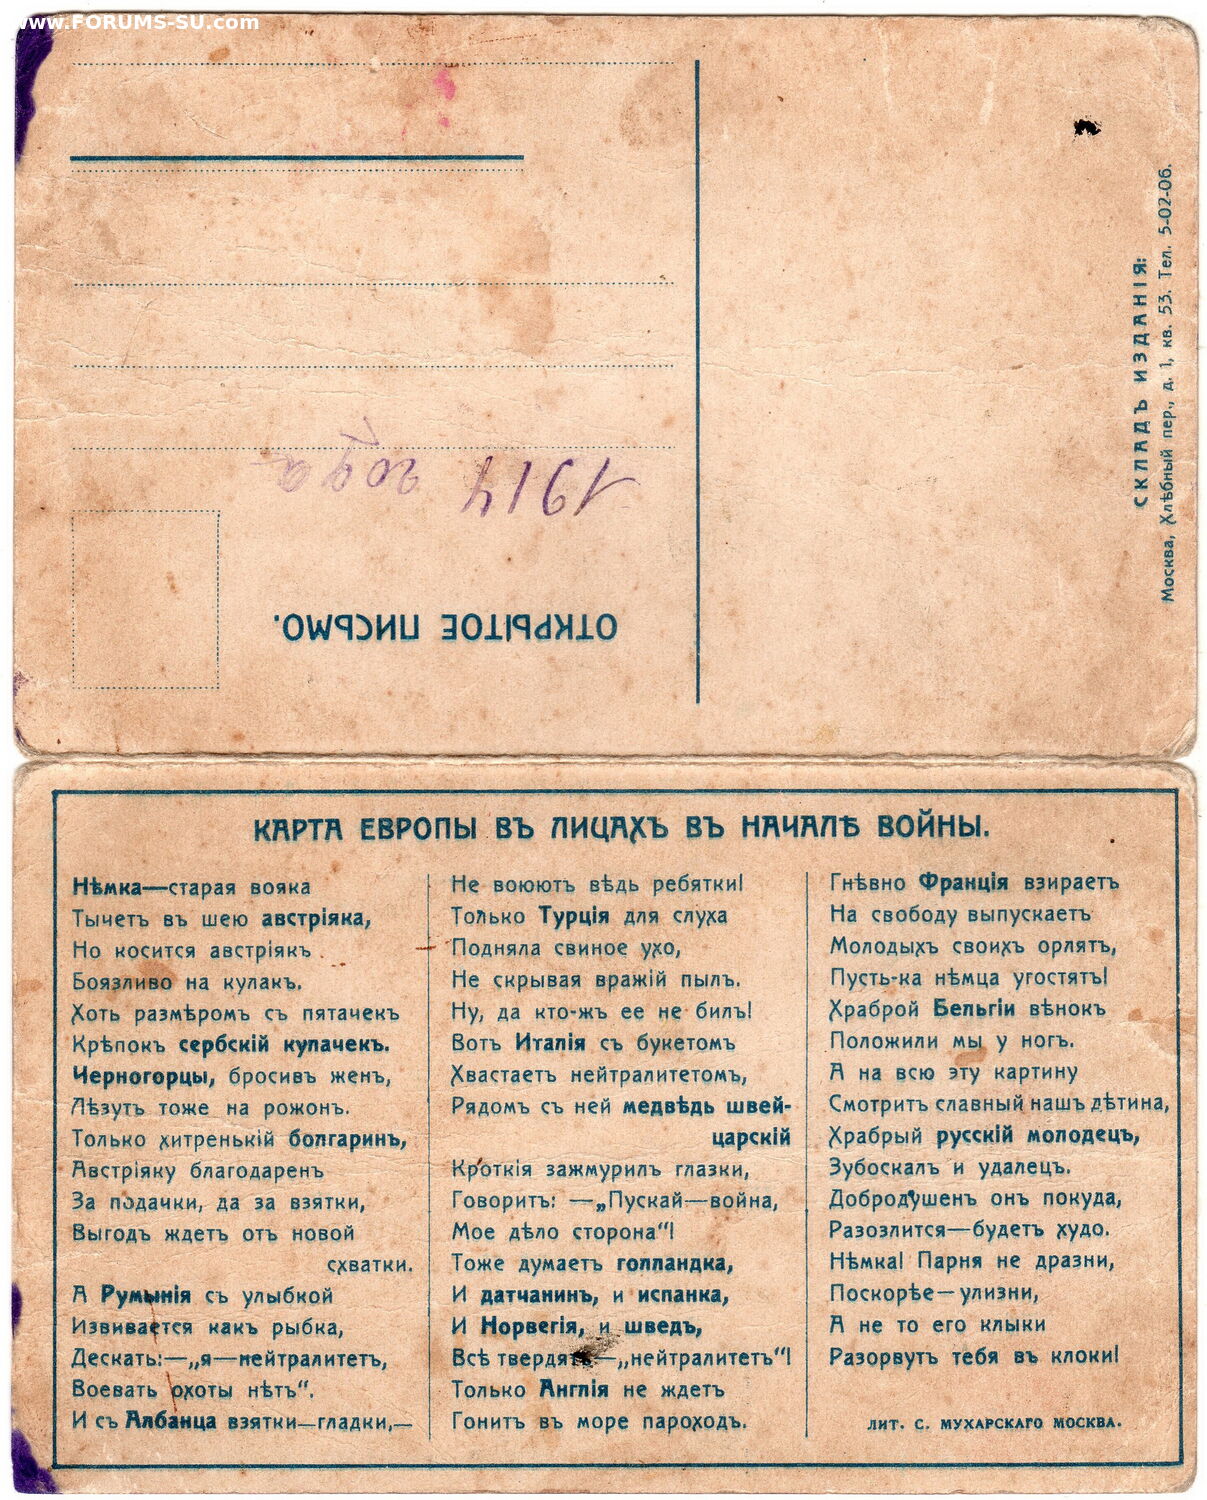 www.FORUMS-SU.com
СКЛАДЪ ИЗДАНІЯ:
Москва, Хлѣбный пер., д. 1, кв. 53. Тел. 5-02-06.
1914 года
ОТКРЫТОЕ ПИСЬМО.
КАРТА ЕВРОПЫ ВЪ ЛИЦАХЪ ВЪ НАЧАЛѢ ВОЙНЫ.
Нѣмка—старая вояка
Тычетъ въ шею австріяка,
Но косится австріякъ
Боязливо на кулакъ.
Хоть размѣромъ съ пятачекъ
Крѣпокъ сербскій кулачекъ.
Черногорцы, бросивъ женъ,
Лѣзутъ тоже на рожонъ.
Только хитренькій болгаринъ,
Австріяку благодаренъ
За подачки, да за взятки,
Выгодъ ждетъ отъ новой
схватки.
А Румынія съ улыбкой
Извивается какъ рыбка,
Дескать:—„я—нейтралитетъ,
Воевать охоты нѣтъ“.
И съ Албанца взятки—гладки,—
Не воюютъ вѣдь ребятки!
Только Турція для слуха
Подняла свиное ухо,
Не скрывая вражій пылъ.
Ну, да кто-жъ ее не билъ!
Вотъ Италія съ букетомъ
Хвастаетъ нейтралитетомъ,
Рядомъ съ ней медвѣдь швей-
царскій
Кроткія зажмурилъ глазки,
Говоритъ: —„Пускай—война,
Мое дѣло сторона“!
Тоже думаетъ голландка,
И датчанинъ, и испанка,
И Норвегія, и шведъ,
Всѣ твердятъ—„нейтралитетъ“!
Только Англія не ждетъ
Гонитъ въ море пароходъ.
Гнѣвно Франція взираетъ
На свободу выпускаетъ
Молодыхъ своихъ орлятъ,
Пусть-ка нѣмца угостятъ!
Храброй Бельгіи вѣнокъ
Положили мы у ногъ.
А на всю эту картину
Смотритъ славный нашъ дѣтина,
Храбрый русскій молодецъ,
Зубоскалъ и удалецъ.
Добродушенъ онъ покуда,
Разозлится—будетъ худо.
Нѣмка! Парня не дразни,
Поскорѣе—улизни,
А не то его клыки
Разорвутъ тебя въ клоки!
ЛИТ. С. МУХАРСКАГО МОСКВА.